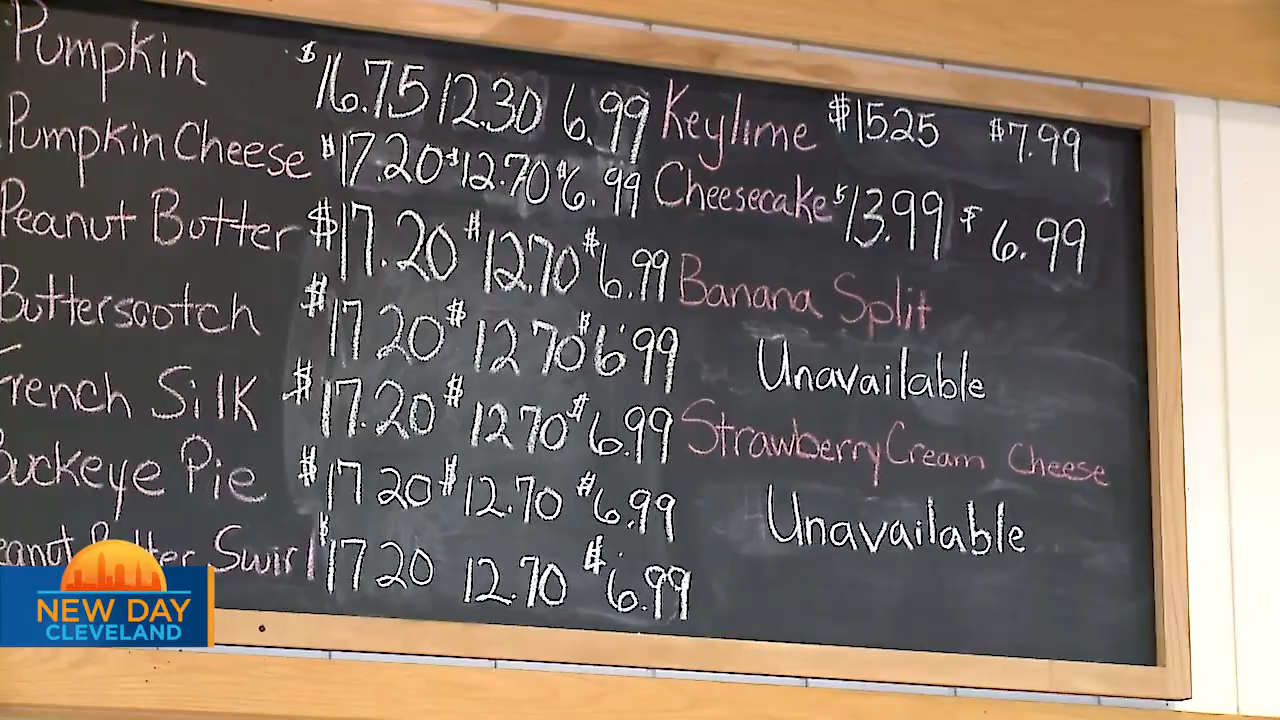 Pumpkin $16.75 12.30 6.99
Pumpkin Cheese $17.20 $12.70 $6.99
Peanut Butter $17.20 $12.70 $6.99
Butterscotch $17.20 $12.70 $6.99
French Silk $17.20 $12.70 $6.99
Buckeye Pie $17.20 $12.70 $6.99
Swirl $17.20 12.70 $6.99
Keylime $15.25 $7.99
Cheesecake $13.99 $6.99
Banana Split
Unavailable
Strawberry Cream Cheese
Unavailable
NEW DAY
CLEVELAND